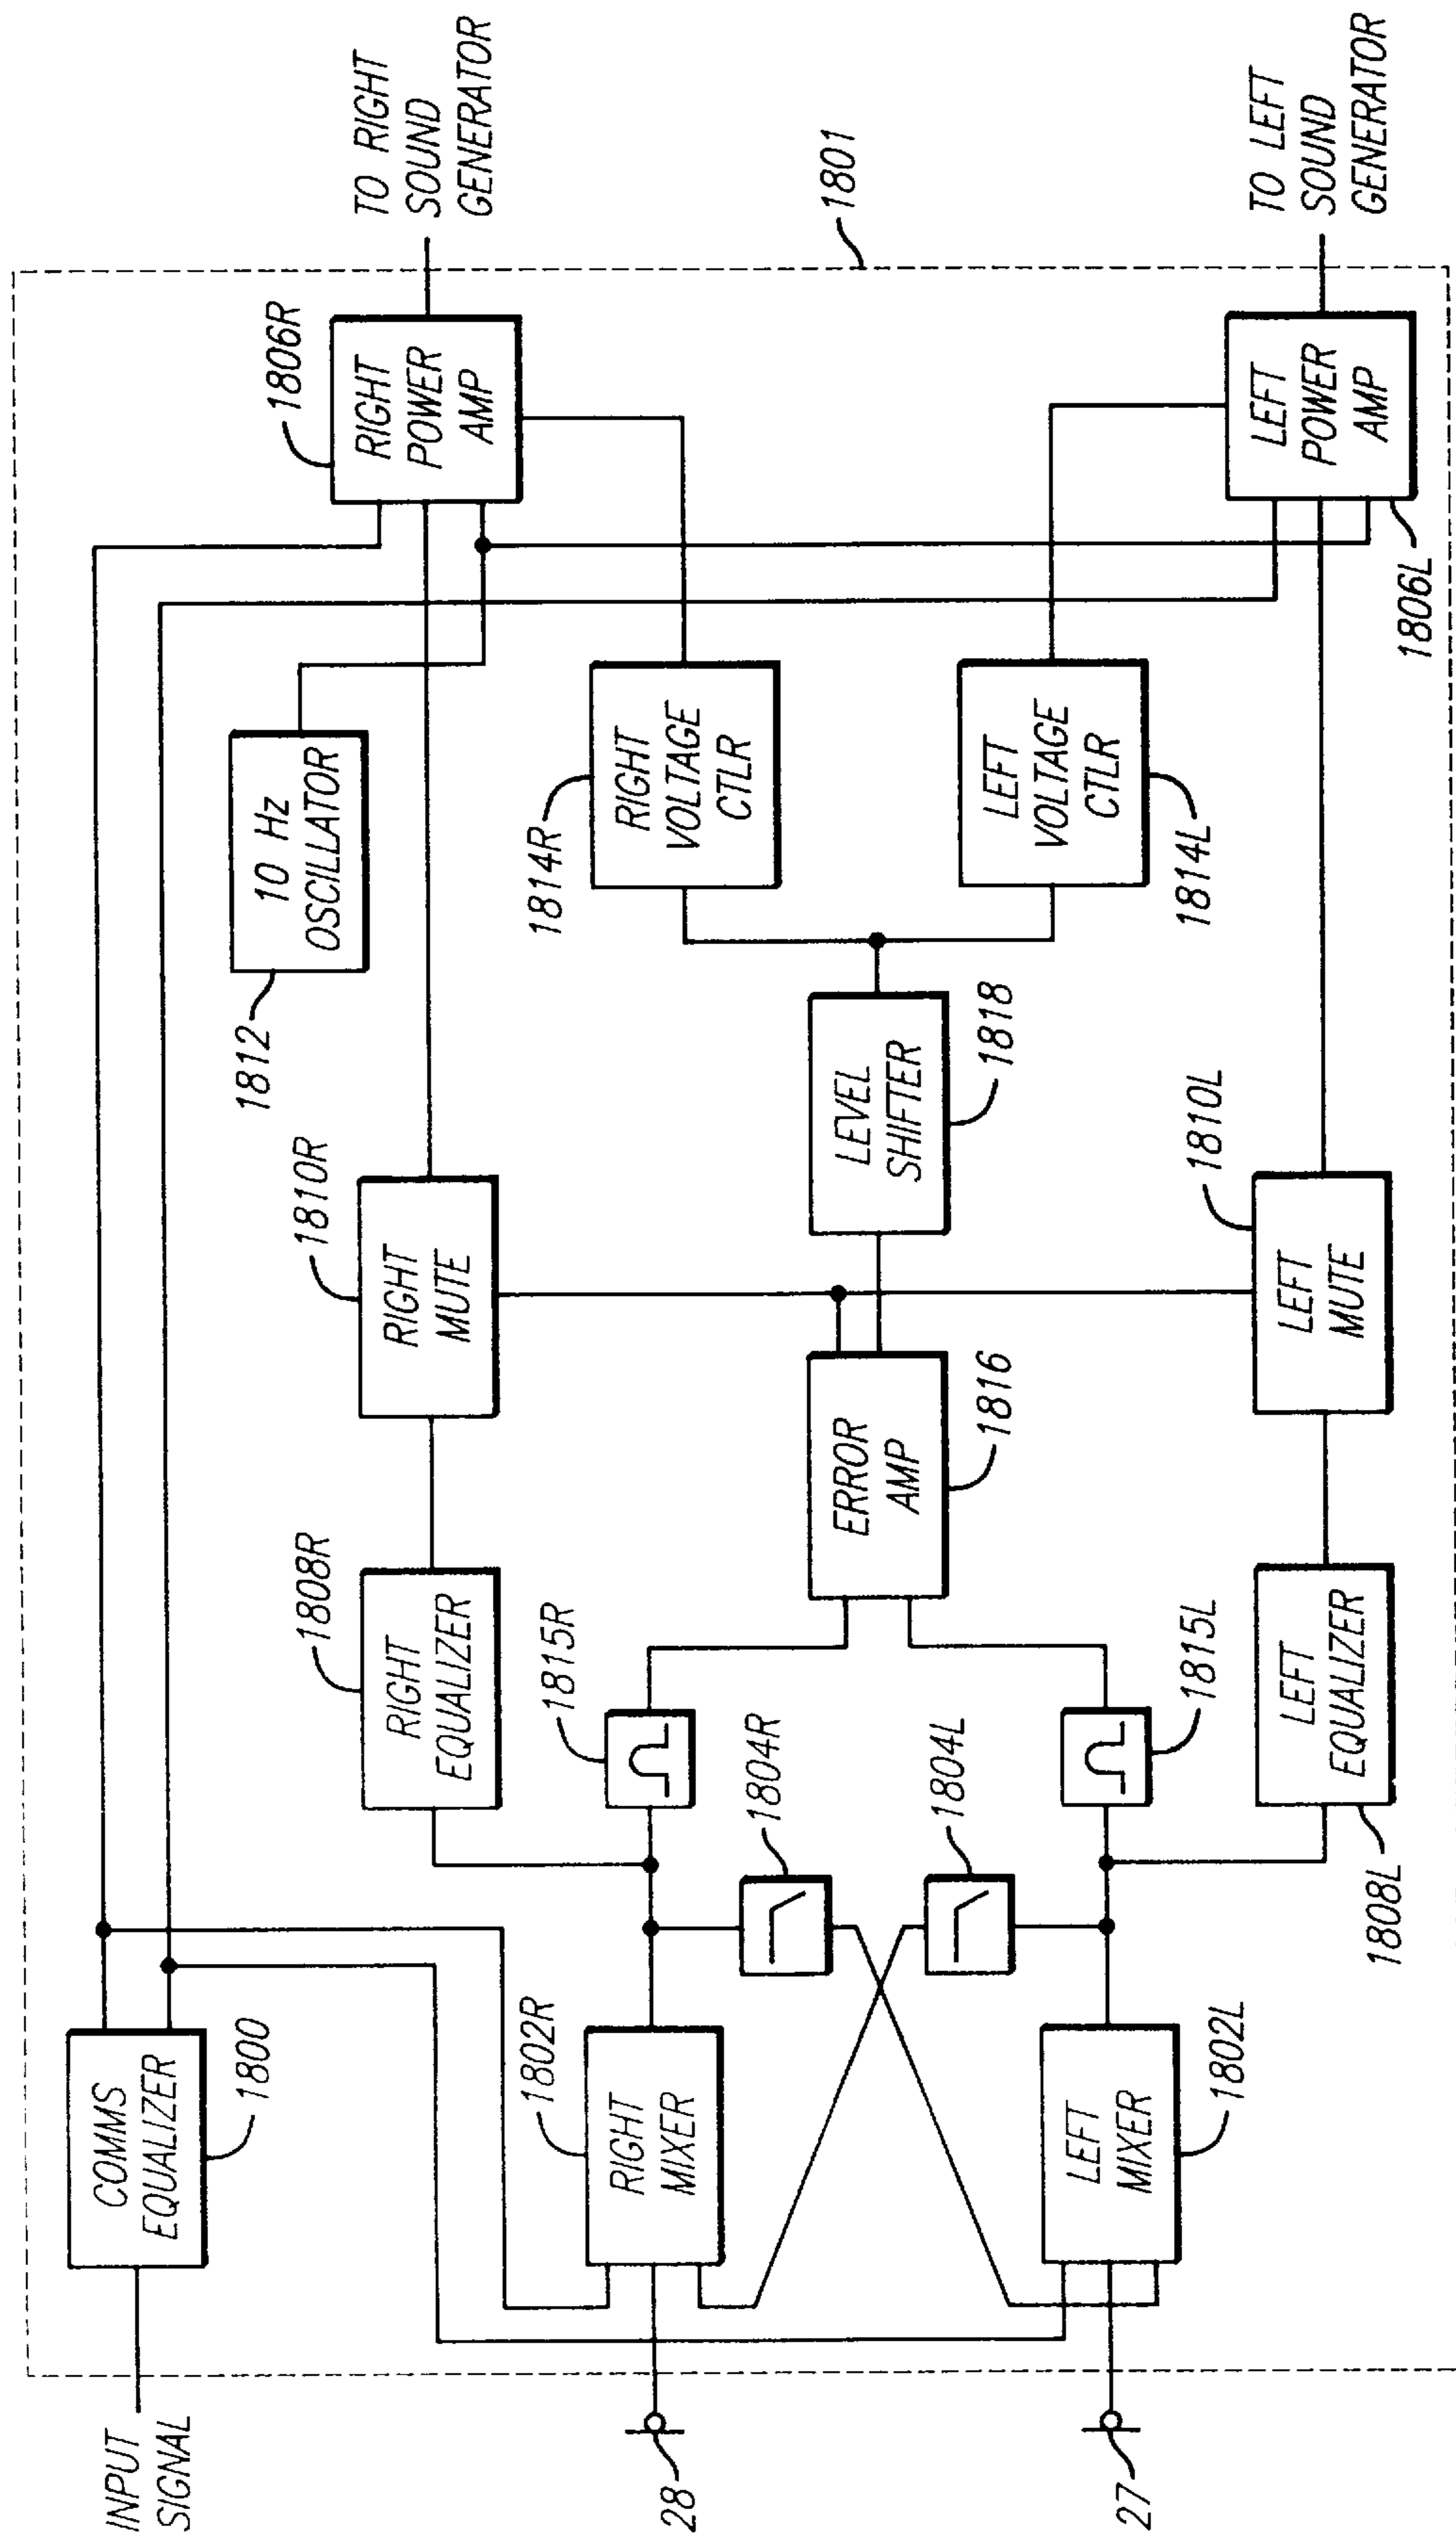 INPUT
SIGNAL
COMMS
EQUALIZER
1800
28
27
RIGHT
MIXER
1802R
LEFT
MIXER
1802L
1804R
1804L
1815R
1815L
RIGHT
EQUALIZER
1808R
LEFT
EQUALIZER
1808L
ERROR
AMP
1816
RIGHT
MUTE
1810R
LEFT
MUTE
1810L
LEVEL
SHIFTER
1818
10 Hz
OSCILLATOR
1812
RIGHT
VOLTAGE
CTLR
1814R
LEFT
VOLTAGE
CTLR
1814L
RIGHT
POWER
AMP
1806R
LEFT
POWER
AMP
1806L
1801
TO RIGHT
SOUND
GENERATOR
TO LEFT
SOUND
GENERATOR